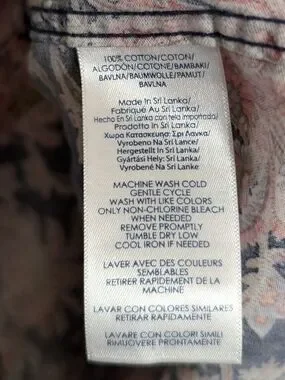 100% COTTON/COTON/
ALGODÓN/COTONE/BAMBAKI/
BAVLNA/BAUMWOLLE/PAMUT/
BAVLNA
Made In Sri Lanka/
Fabriqué Au Sri Lanka/
Hecho En Sri Lanka con tela importada/
Prodotto In Sri Lanka/
Χωρα Κατασκευησ: Σρι Λανκα/
Vyrobeno Na Srí Lance/
Hergestellt In Sri Lanka/
Gyártási Hely: Sri Lanka/
Vyrobené Na Srí Lanke
MACHINE WASH COLD
GENTLE CYCLE
WASH WITH LIKE COLORS
ONLY NON-CHLORINE BLEACH
WHEN NEEDED
REMOVE PROMPTLY
TUMBLE DRY LOW
COOL IRON IF NEEDED
LAVER AVEC DES COULEURS
SEMBLABLES
RETIRER RAPIDEMENT DE LA
MACHINE
LAVAR CON COLORES SIMILARES
RETIRAR RAPIDAMENTE
LAVARE CON COLORI SIMILI
RIMUOVERE PRONTAMENTE